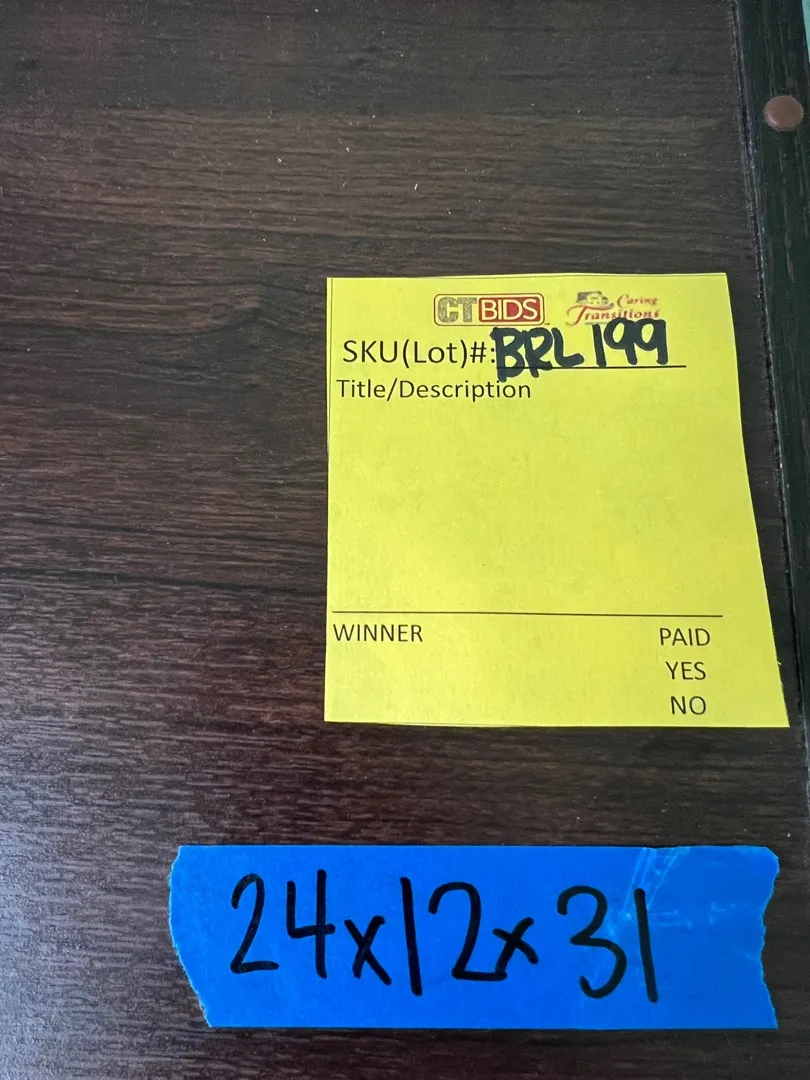 CTBIDS Caring Transitions
SKU(Lot)#: BRL199
Title/Description
WINNER PAID
YES
NO
24x12x31